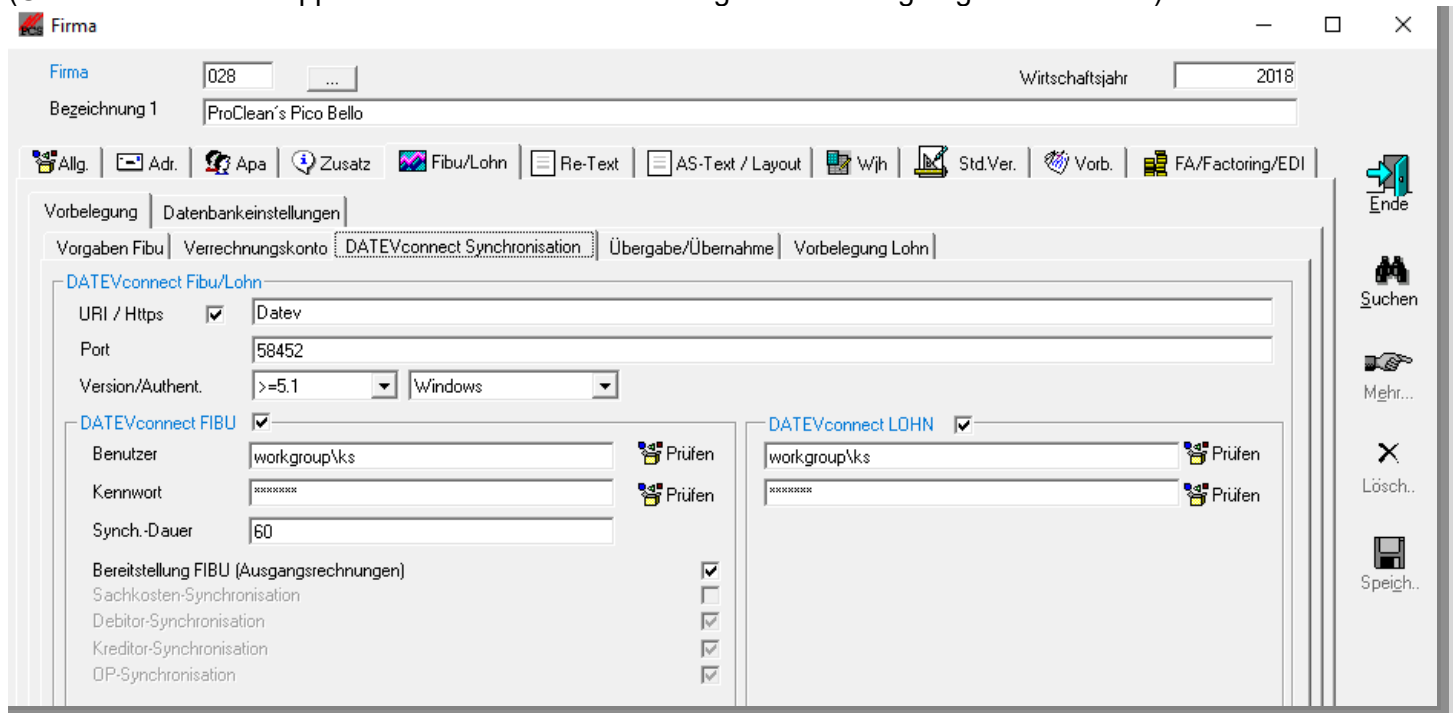 Firma
Firma 028 ... Wirtschaftsjahr 2018
Bezeichnung 1 ProClean´s Pico Bello
Allg. Adr. Apa Zusatz Fibu/Lohn Re-Text AS-Text / Layout Wjh Std.Ver. Vorb. FA/Factoring/EDI
Ende
Vorbelegung Datenbankeinstellungen
Vorgaben Fibu Verrechnungskonto DATEVconnect Synchronisation Übergabe/Übernahme Vorbelegung Lohn
DATEVconnect Fibu/Lohn
Suchen
URI / Https Datev
Port 58452
Mehr...
Version/Authent. >=5.1 Windows
DATEVconnect FIBU DATEVconnect LOHN
Benutzer workgroup\ks Prüfen workgroup\ks Prüfen
Lösch..
Kennwort ******* Prüfen ******* Prüfen
Synch.-Dauer 60
Bereitstellung FIBU (Ausgangsrechnungen)
Speich..
Sachkosten-Synchronisation
Debitor-Synchronisation
Kreditor-Synchronisation
OP-Synchronisation